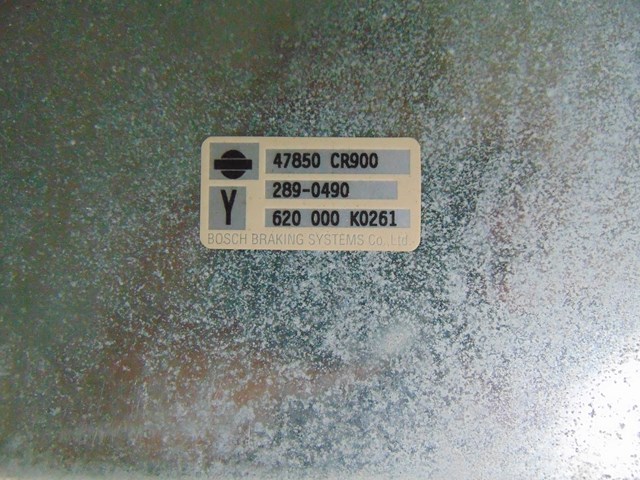 47850 CR900
289-0490
Y
620 000 K0261
BOSCH BRAKING SYSTEMS Co.,Ltd.